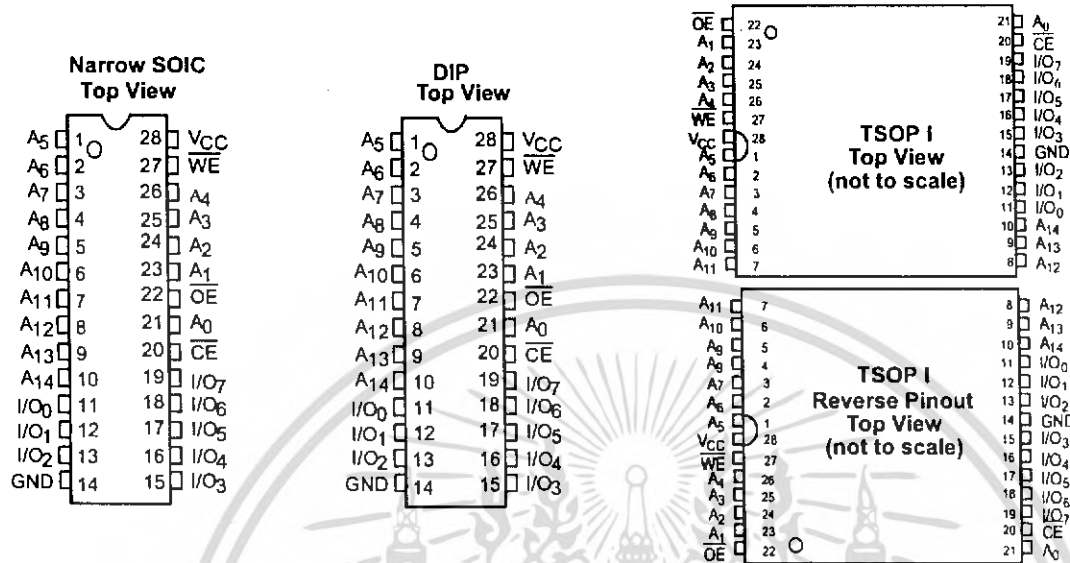 Narrow SOIC
Top View
A5 1 28 VCC
A6 2 27 WE
A7 3 26 A4
A8 4 25 A3
A9 5 24 A2
A10 6 23 A1
A11 7 22 OE
A12 8 21 A0
A13 9 20 CE
A14 10 19 I/O7
I/O0 11 18 I/O6
I/O1 12 17 I/O5
I/O2 13 16 I/O4
GND 14 15 I/O3
DIP
Top View
A5 1 28 VCC
A6 2 27 WE
A7 3 26 A4
A8 4 25 A3
A9 5 24 A2
A10 6 23 A1
A11 7 22 OE
A12 8 21 A0
A13 9 20 CE
A14 10 19 I/O7
I/O0 11 18 I/O6
I/O1 12 17 I/O5
I/O2 13 16 I/O4
GND 14 15 I/O3
OE 22 21 A0
A1 23 20 CE
A2 24 19 I/O7
A3 25 18 I/O6
A4 26 17 I/O5
WE 27 16 I/O4
VCC 28 15 I/O3
A5 1 14 GND
A6 2 13 I/O2
A7 3 12 I/O1
A8 4 11 I/O0
A9 5 10 A14
A10 6 9 A13
A11 7 8 A12
TSOP I
Top View
(not to scale)
A11 7 8 A12
A10 6 9 A13
A9 5 10 A14
4 11 I/O0
A7 3 12 I/O1
A6 2 13 I/O2
A5 1 14 GND
VCC 28 15 I/O3
WE 27 16 I/O4
A4 26 17 I/O5
A3 25 18 I/O6
A2 24 19 I/O7
A1 23 20 CE
OE 22 21 A0
TSOP I
Reverse Pinout
Top View
(not to scale)